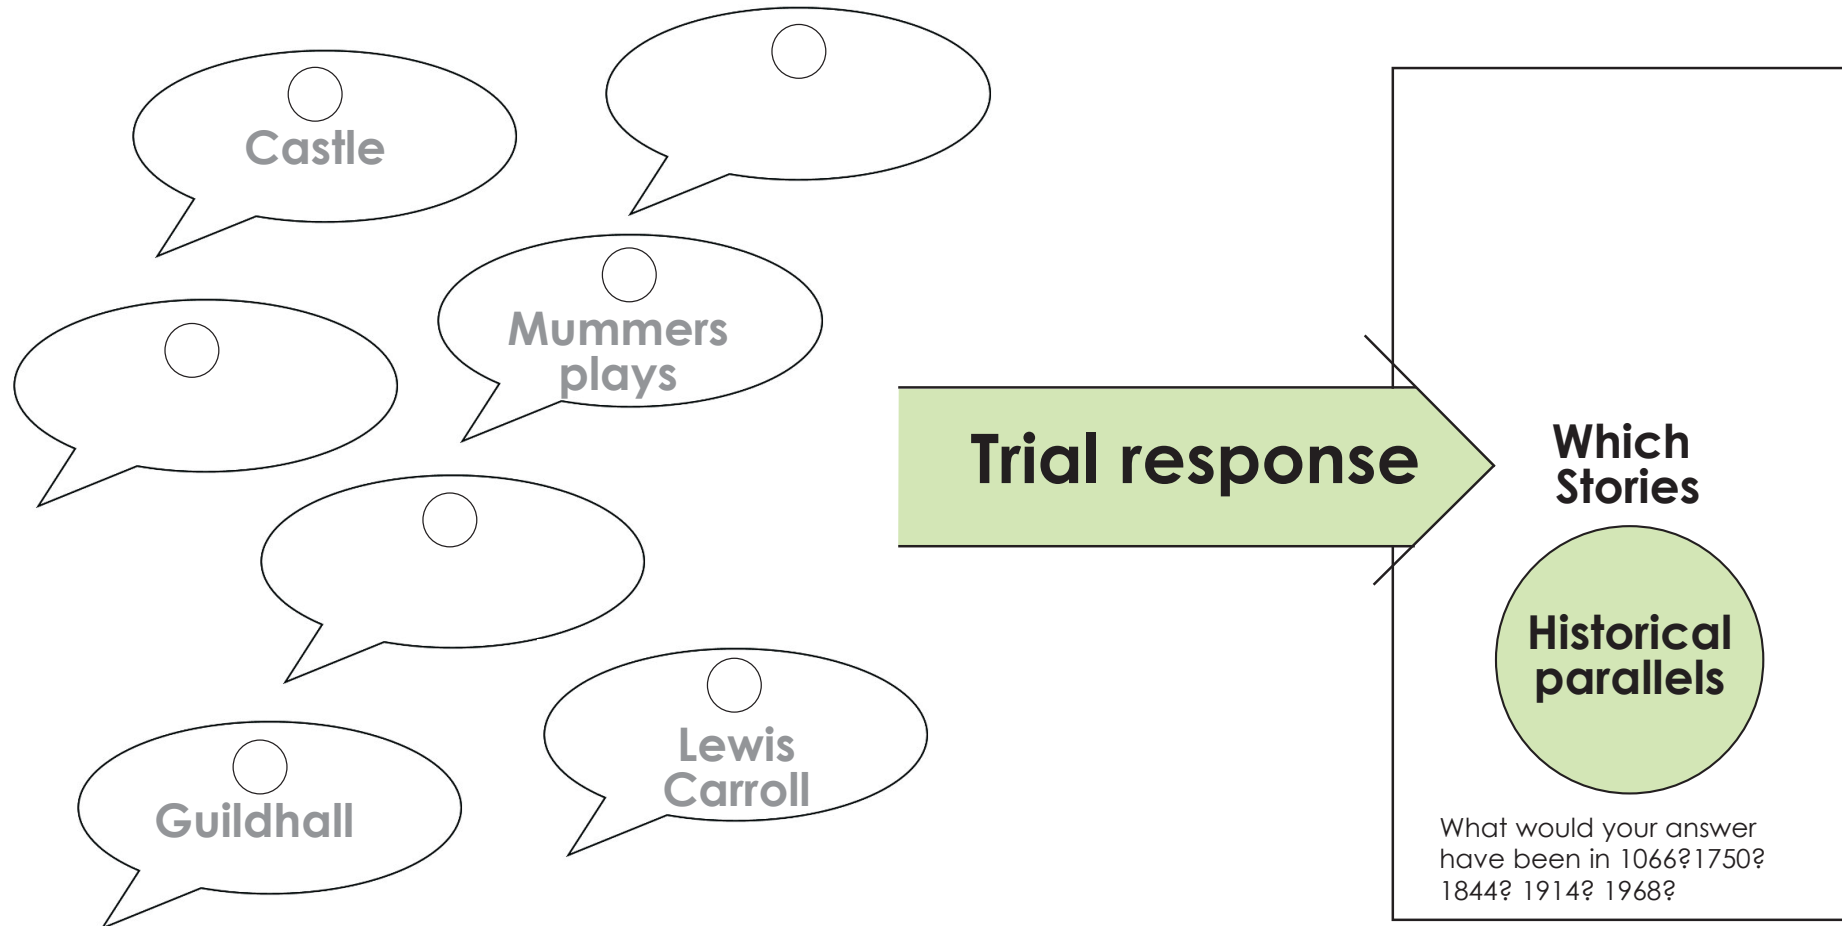 Castle
Mummers
plays
Guildhall
Lewis
Carroll
Trial response
Which
Stories
Historical
parallels
What would your answer
have been in 1066?1750?
1844? 1914? 1968?